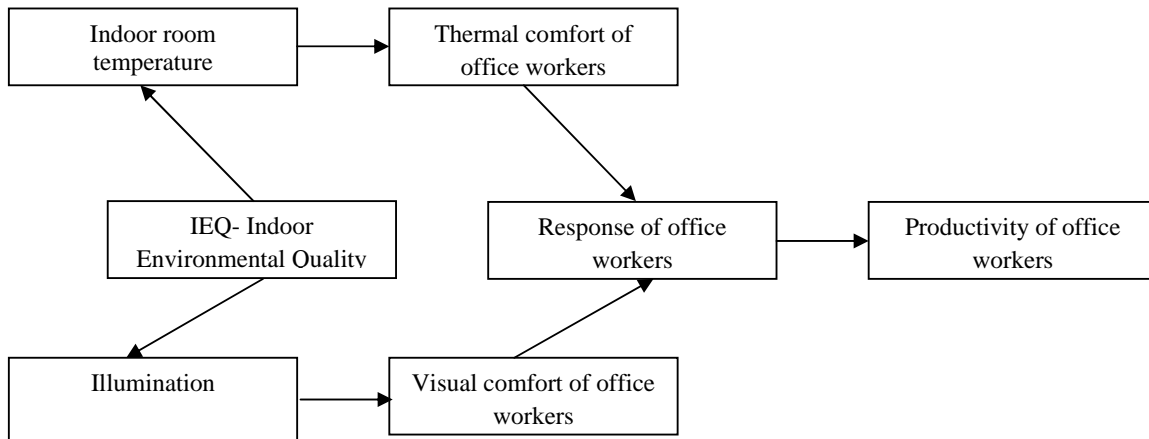 Indoor room
temperature
Thermal comfort of
office workers
IEQ- Indoor
Environmental Quality
Response of office
workers
Productivity of office
workers
Illumination
Visual comfort of office
workers